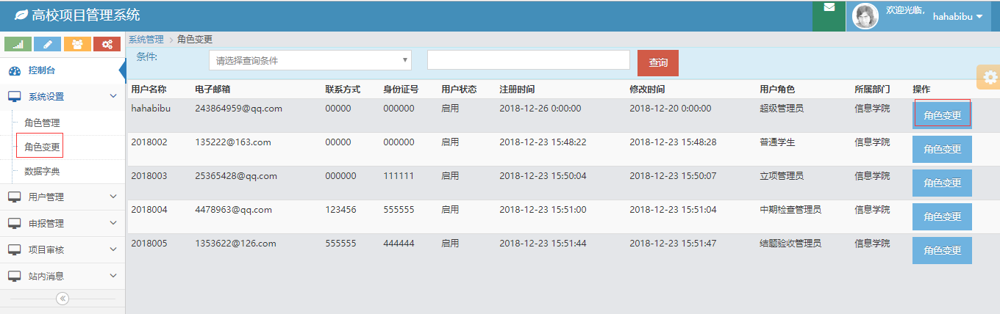 高校项目管理系统
欢迎光临,
hahabibu
系统管理 > 角色变更
控制台
系统设置
角色管理
角色变更
数据字典
用户管理
申报管理
项目审核
站内消息
条件: 请选择查询条件 查询
用户名称 电子邮箱 联系方式 身份证号 用户状态 注册时间 修改时间 用户角色 所属部门 操作
hahabibu 243864959@qq.com 00000 000000 启用 2018-12-26 0:00:00 2018-12-20 0:00:00 超级管理员 信息学院 角色变更
2018002 135222@163.com 00000 000000 启用 2018-12-23 15:48:22 2018-12-23 15:48:28 普通学生 信息学院 角色变更
2018003 25365428@qq.com 000000 111111 启用 2018-12-23 15:50:04 2018-12-23 15:50:07 立项管理员 信息学院 角色变更
2018004 4478963@qq.com 123456 555555 启用 2018-12-23 15:51:00 2018-12-23 15:51:04 中期检查管理员 信息学院 角色变更
2018005 1353622@126.com 555555 444444 启用 2018-12-23 15:51:44 2018-12-23 15:51:47 结题验收管理员 信息学院 角色变更